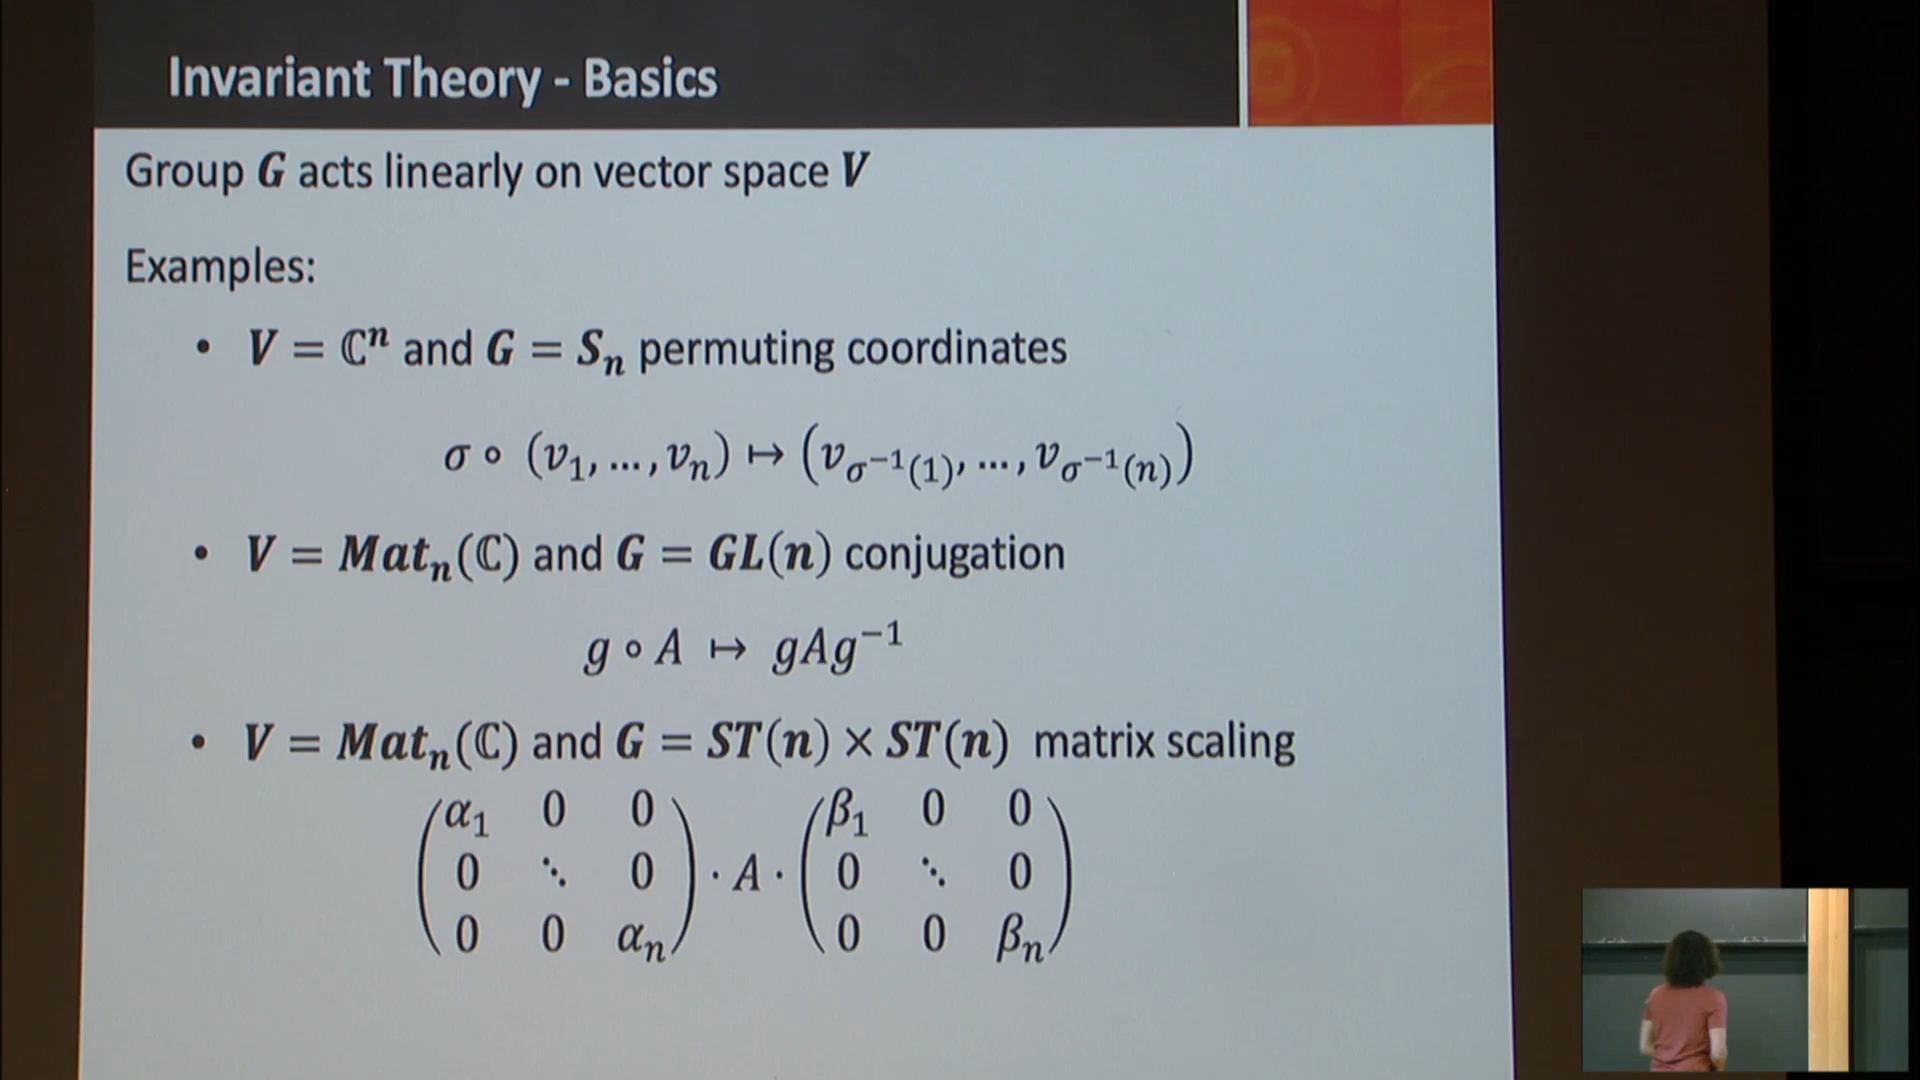 Invariant Theory - Basics
Group G acts linearly on vector space V
Examples:
• V = ℂⁿ and G = Sₙ permuting coordinates
σ ∘ (v₁, …, vₙ) ↦ (v_{σ⁻¹(1)}, …, v_{σ⁻¹(n)})
• V = Matₙ(ℂ) and G = GL(n) conjugation
g ∘ A ↦ gAg⁻¹
• V = Matₙ(ℂ) and G = ST(n) × ST(n) matrix scaling
(α₁ 0 0
0 ⋱ 0
0 0 αₙ) · A · (β₁ 0 0
0 ⋱ 0
0 0 βₙ)